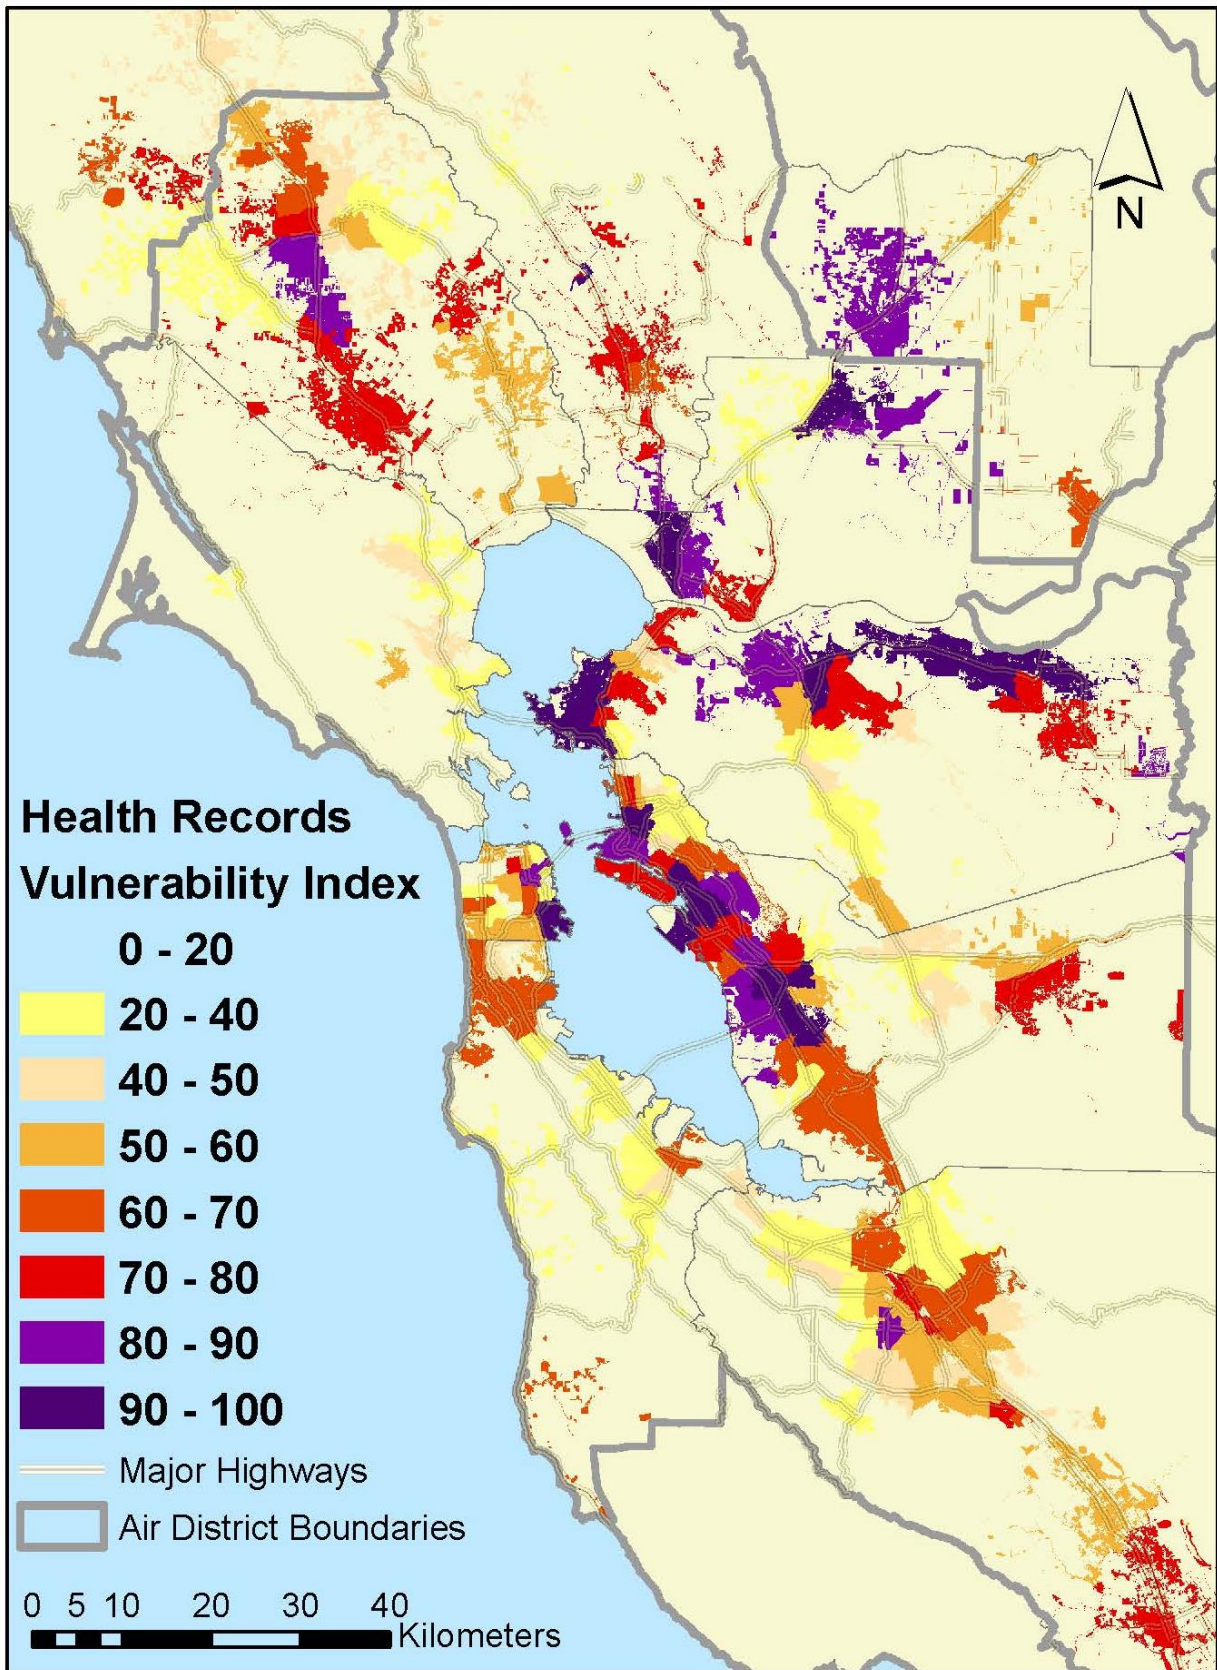 N
Health Records
Vulnerability Index
0 - 20
20 - 40
40 - 50
50 - 60
60 - 70
70 - 80
80 - 90
90 - 100
Major Highways
Air District Boundaries
0 5 10 20 30 40
Kilometers